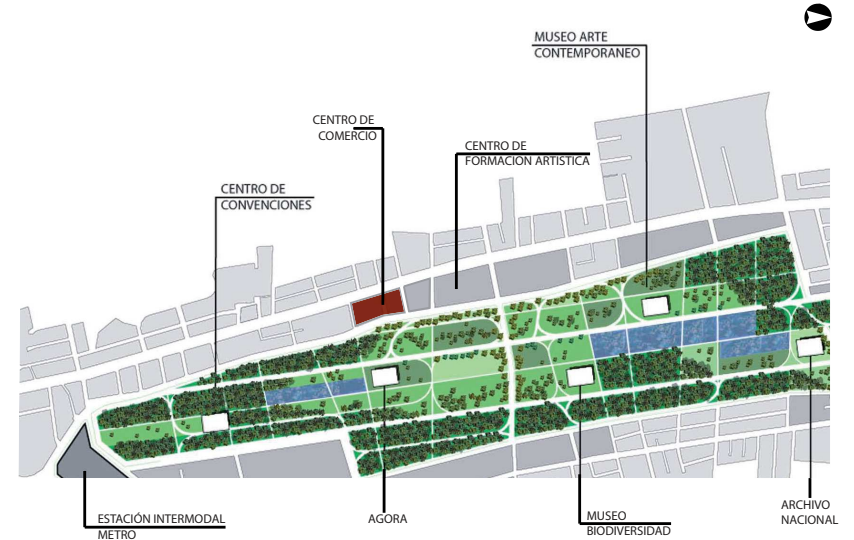 MUSEO ARTE
CONTEMPORANEO
CENTRO DE
COMERCIO
CENTRO DE
FORMACION ARTISTICA
CENTRO DE
CONVENCIONES
ESTACIÓN INTERMODAL
METRO
AGORA
MUSEO
BIODIVERSIDAD
ARCHIVO
NACIONAL